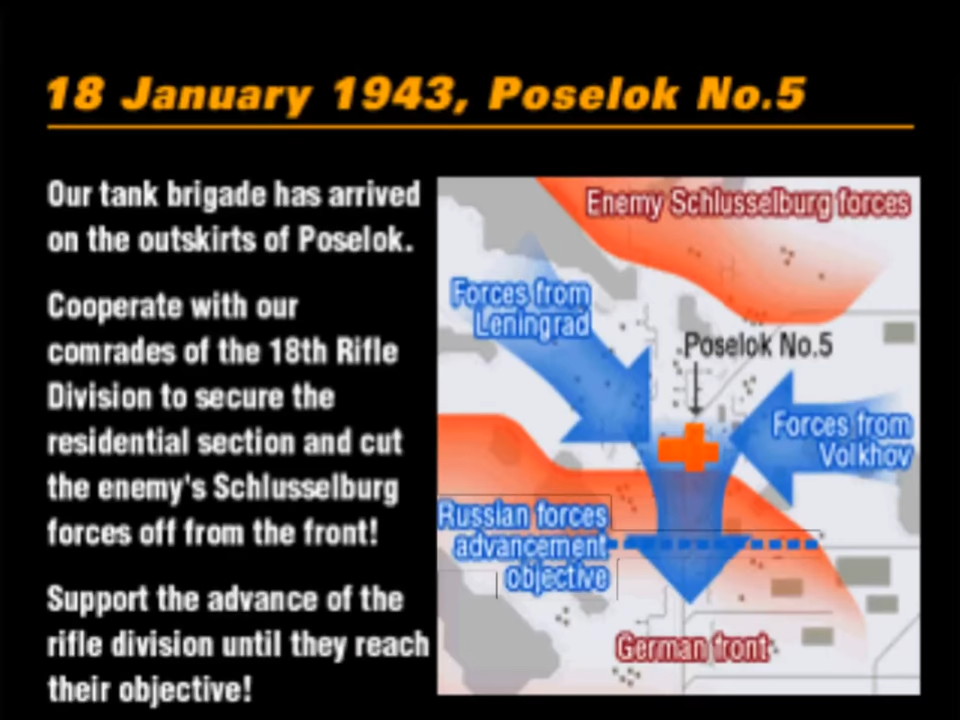 18 January 1943, Poselok No.5
Our tank brigade has arrived
on the outskirts of Poselok.
Cooperate with our
comrades of the 18th Rifle
Division to secure the
residential section and cut
the enemy's Schlusselburg
forces off from the front!
Support the advance of the
rifle division until they reach
their objective!
Enemy Schlusselburg forces
Forces from
Leningrad
Poselok No.5
Forces from
Volkhov
Russian forces
advancement
objective
German front